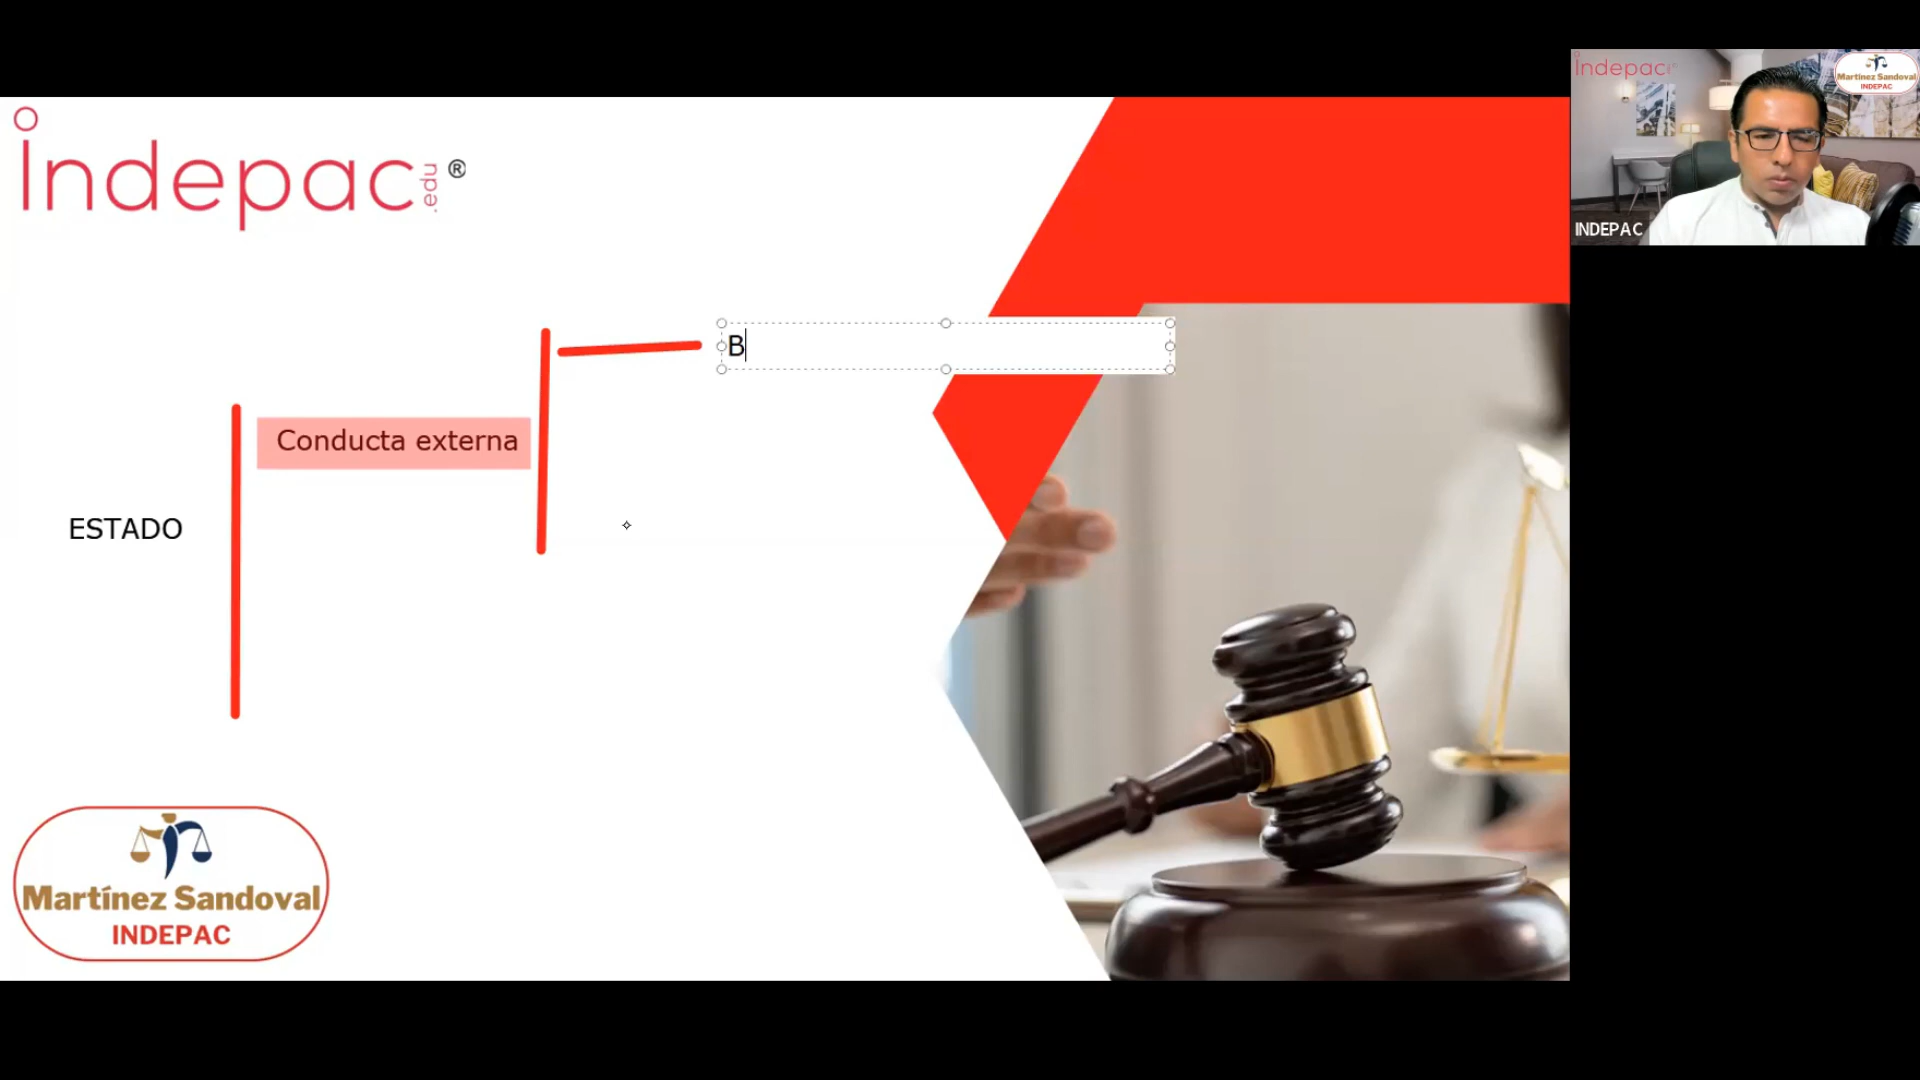 Indepac.edu®
B
Conducta externa
ESTADO
Martínez Sandoval
INDEPAC
Indepac
Martínez Sandoval
INDEPAC
INDEPAC